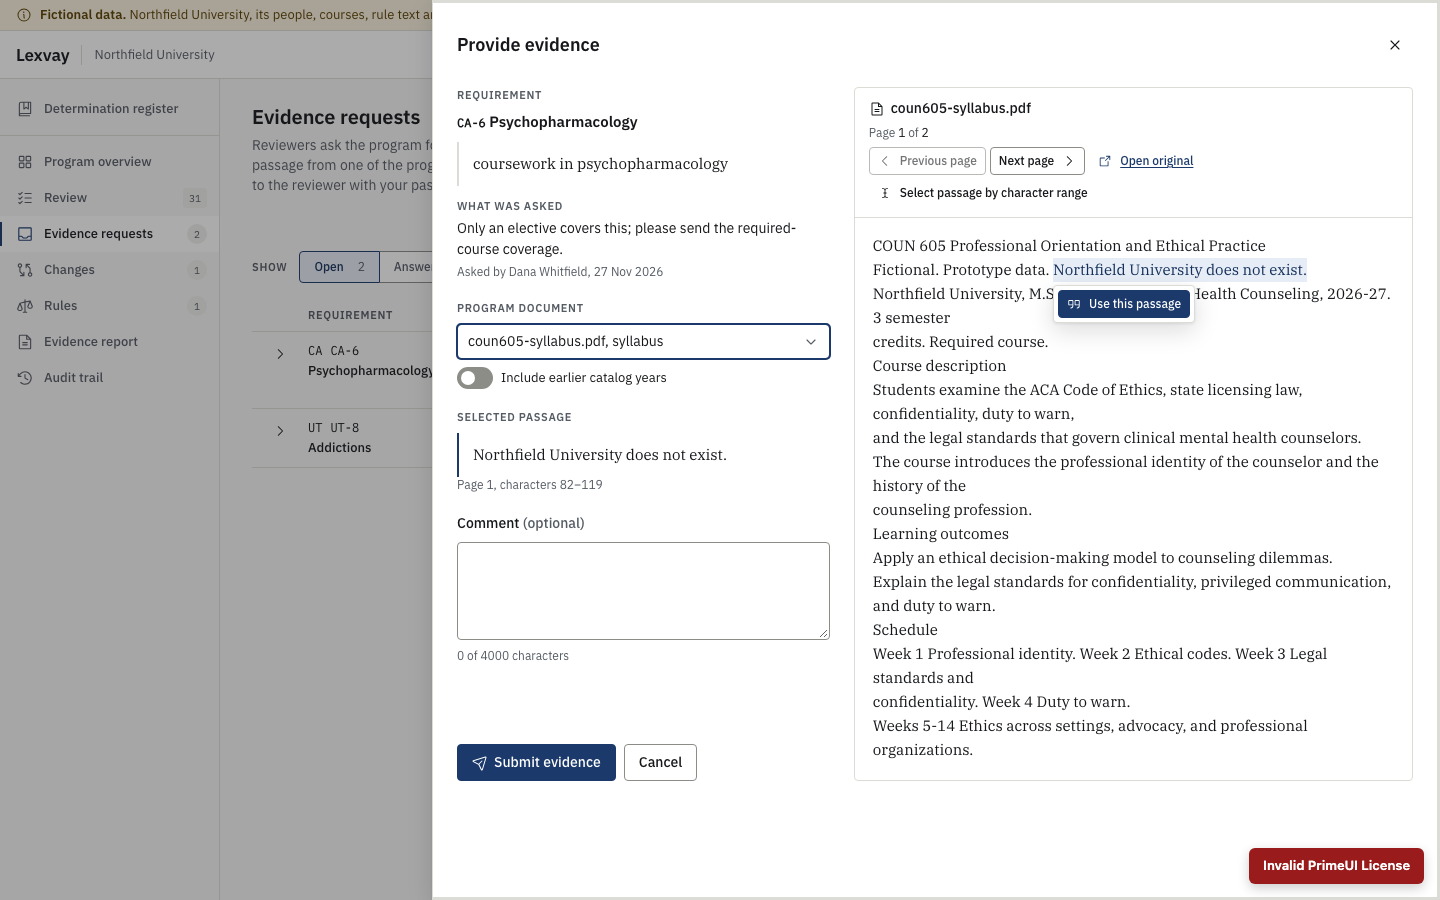 Fictional data. Northfield University, its people, courses, rule text
Lexvay
Northfield University
Determination register
Program overview
Review
31
Evidence requests
2
Changes
1
Rules
1
Evidence report
Audit trail
Evidence requests
Reviewers ask the program
passage from one of the
to the reviewer with your
SHOW
Open 2
REQUIREMENT
CA CA-6
Psychopharmacology
UT UT-8
Addictions
Provide evidence
REQUIREMENT
CA-6 Psychopharmacology
coursework in psychopharmacology
WHAT WAS ASKED
Only an elective covers this; please send the required-
course coverage.
Asked by Dana Whitfield, 27 Nov 2026
PROGRAM DOCUMENT
coun605-syllabus.pdf, syllabus
Include earlier catalog years
SELECTED PASSAGE
Northfield University does not exist.
Page 1, characters 82–119
Comment (optional)
0 of 4000 characters
Submit evidence
Cancel
coun605-syllabus.pdf
Page 1 of 2
Previous page
Next page
Open original
Select passage by character range
COUN 605 Professional Orientation and Ethical Practice
Fictional. Prototype data. Northfield University does not exist.
Northfield University, Health Counseling, 2026-27.
Use this passage
3 semester
credits. Required course.
Course description
Students examine the ACA Code of Ethics, state licensing law,
confidentiality, duty to warn,
and the legal standards that govern clinical mental health counselors.
The course introduces the professional identity of the counselor and the
history of the
counseling profession.
Learning outcomes
Apply an ethical decision-making model to counseling dilemmas.
Explain the legal standards for confidentiality, privileged communication,
and duty to warn.
Schedule
Week 1 Professional identity. Week 2 Ethical codes. Week 3 Legal
standards and
confidentiality. Week 4 Duty to warn.
Weeks 5-14 Ethics across settings, advocacy, and professional
organizations.
Invalid PrimeUI License